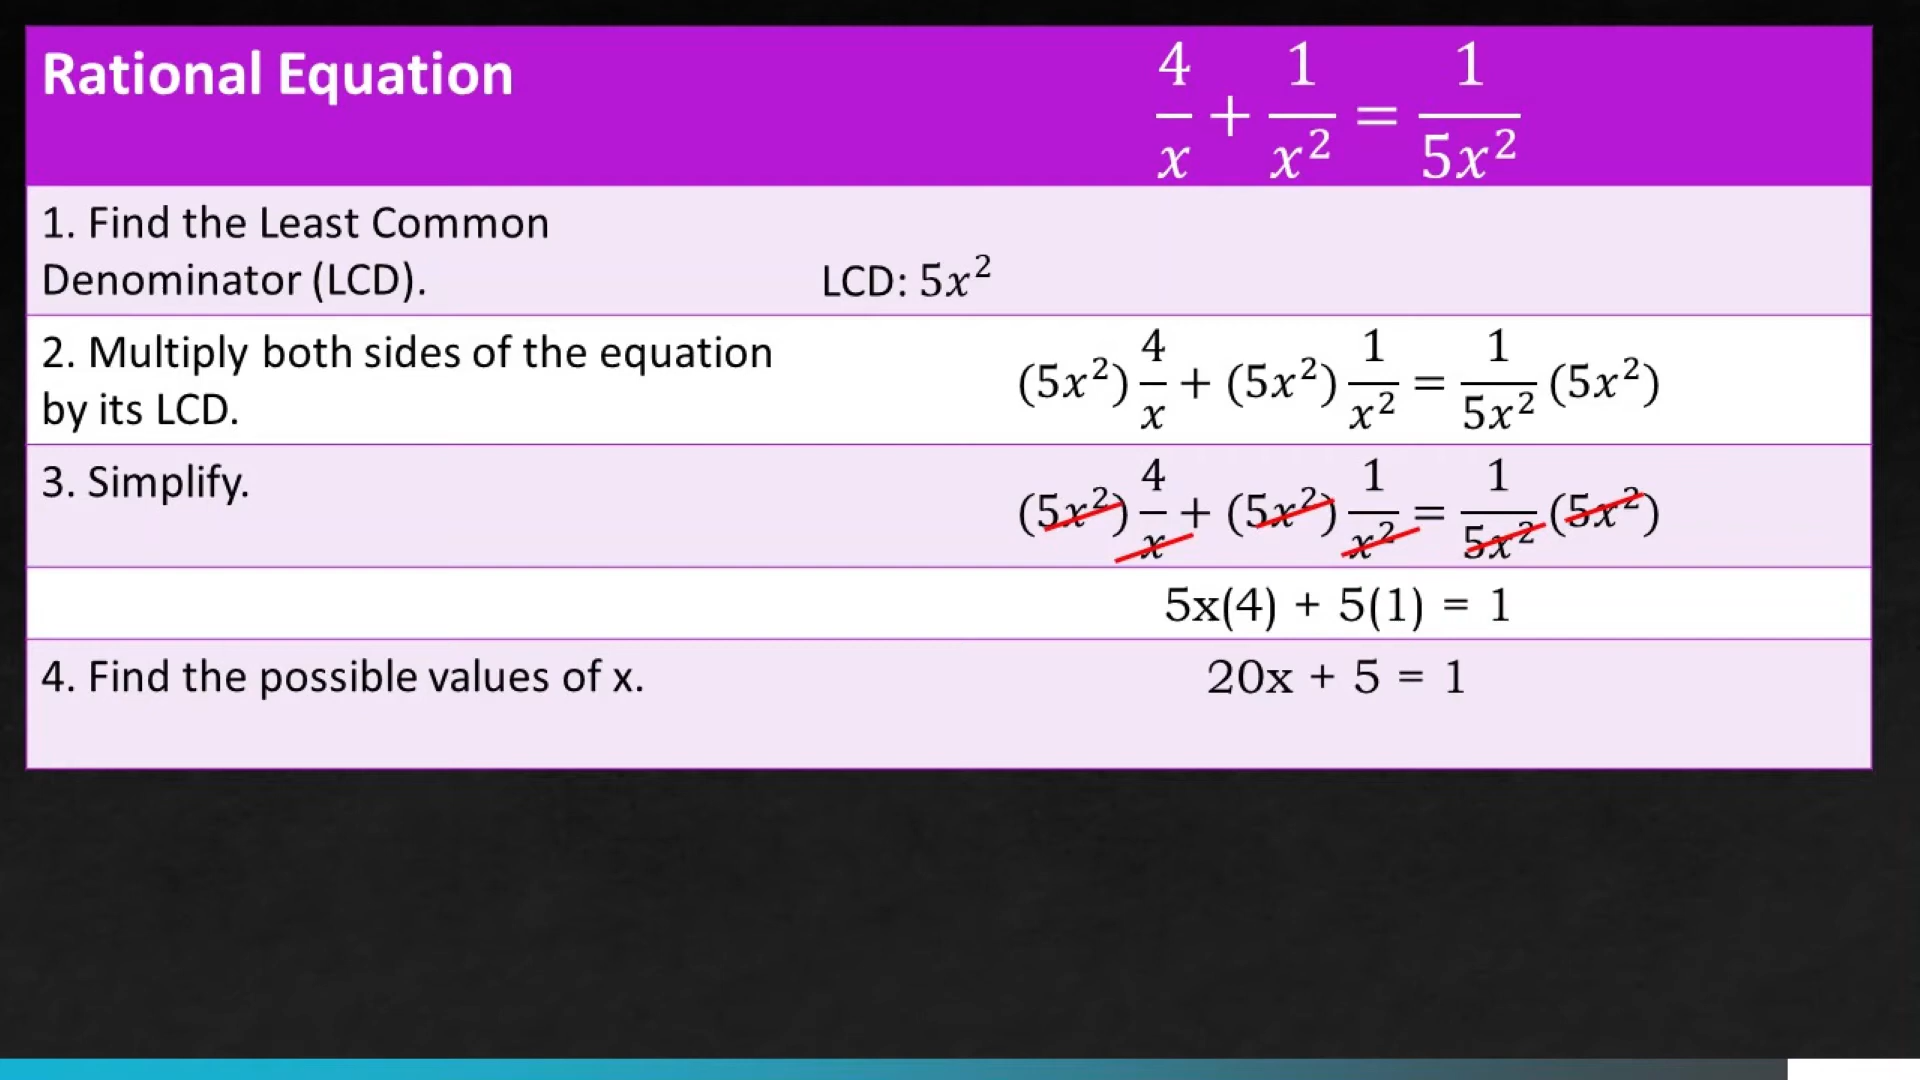 Rational Equation
4/x + 1/x² = 1/5x²
1. Find the Least Common
Denominator (LCD).
LCD: 5x²
2. Multiply both sides of the equation
by its LCD.
(5x²) 4/x + (5x²) 1/x² = 1/5x² (5x²)
3. Simplify.
(5x²) 4/x + (5x²) 1/x² = 1/5x² (5x²)
5x(4) + 5(1) = 1
4. Find the possible values of x.
20x + 5 = 1